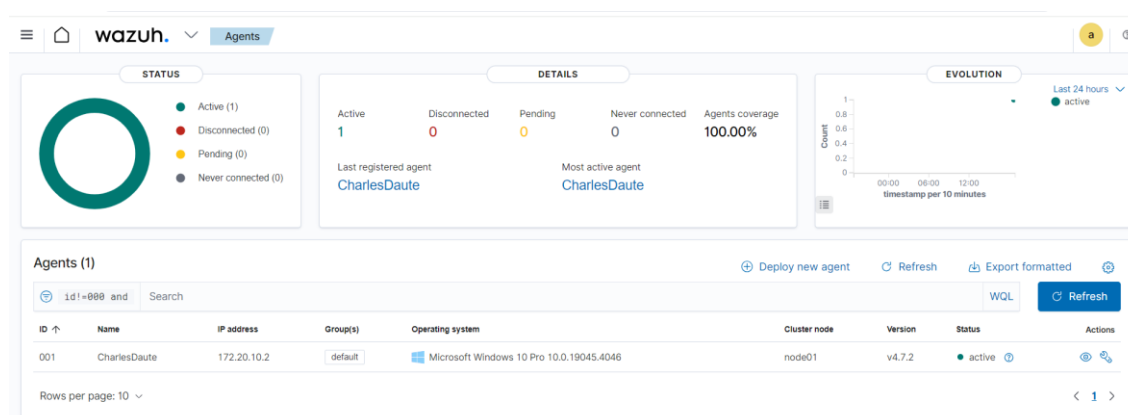 wazuh. Agents a
STATUS
Active (1)
Disconnected (0)
Pending (0)
Never connected (0)
DETAILS
Active Disconnected Pending Never connected Agents coverage
1 0 0 0 100.00%
Last registered agent Most active agent
CharlesDaute CharlesDaute
EVOLUTION
Last 24 hours
active
1
0.8
0.6
0.4
0.2
0
Count
00:00 06:00 12:00
timestamp per 10 minutes
Agents (1)
Deploy new agent Refresh Export formatted
id!=000 and Search WQL Refresh
ID Name IP address Group(s) Operating system Cluster node Version Status Actions
001 CharlesDaute 172.20.10.2 default Microsoft Windows 10 Pro 10.0.19045.4046 node01 v4.7.2 active
Rows per page: 10 < 1 >